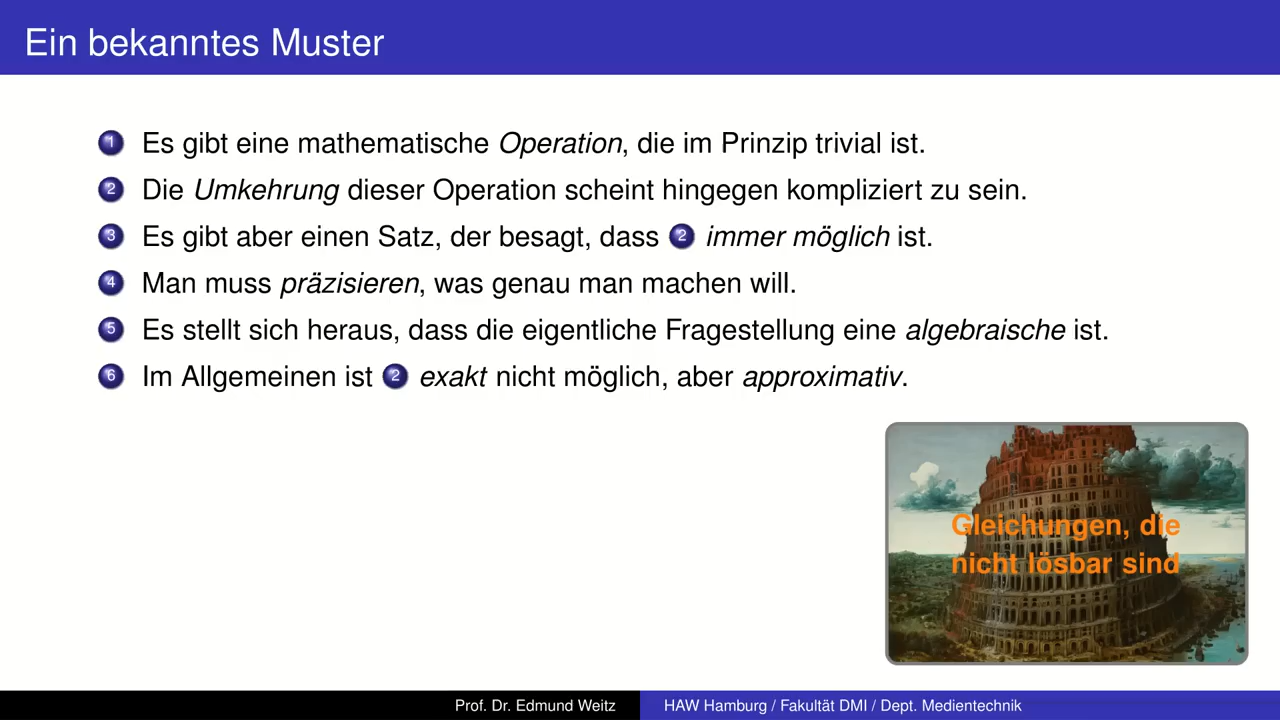 Ein bekanntes Muster
1 Es gibt eine mathematische Operation, die im Prinzip trivial ist.
2 Die Umkehrung dieser Operation scheint hingegen kompliziert zu sein.
3 Es gibt aber einen Satz, der besagt, dass 2 immer möglich ist.
4 Man muss präzisieren, was genau man machen will.
5 Es stellt sich heraus, dass die eigentliche Fragestellung eine algebraische ist.
6 Im Allgemeinen ist 2 exakt nicht möglich, aber approximativ.
Gleichungen, die
nicht lösbar sind
Prof. Dr. Edmund Weitz HAW Hamburg / Fakultät DMI / Dept. Medientechnik